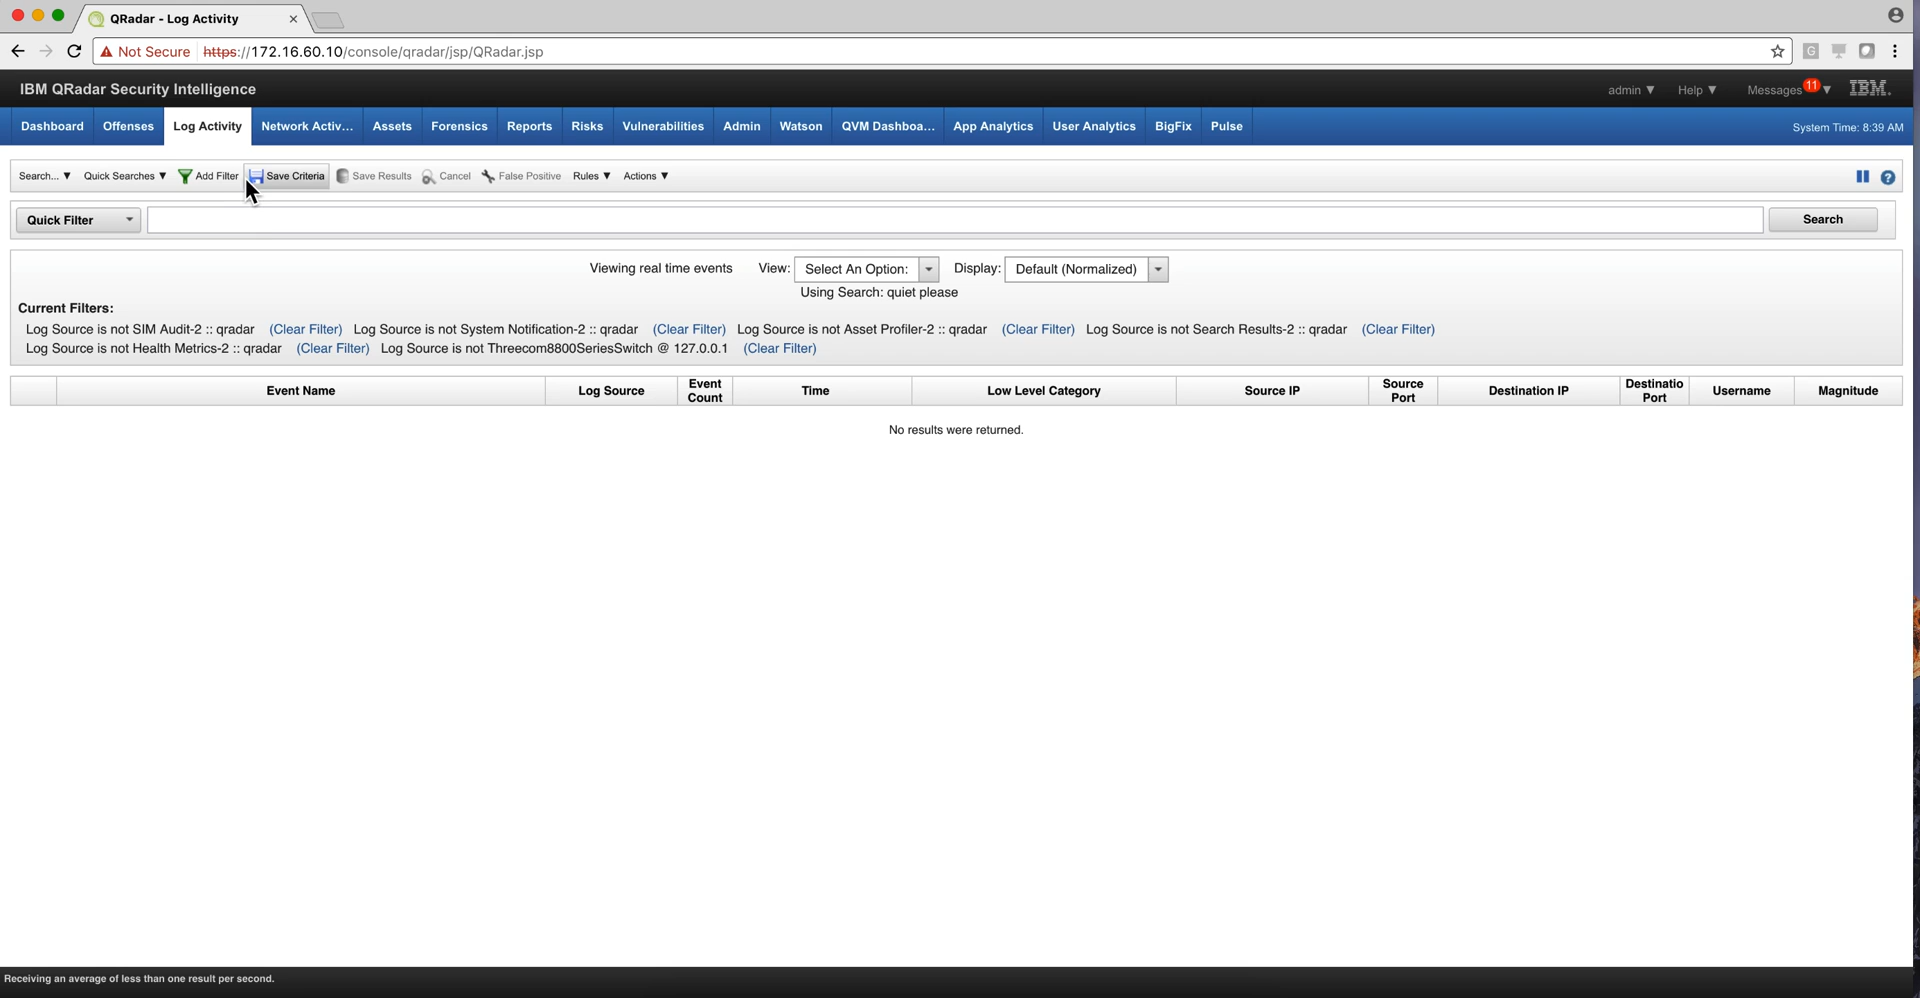 QRadar - Log Activity
Not Secure https://172.16.60.10/console/qradar/jsp/QRadar.jsp
IBM QRadar Security Intelligence admin ▼ Help ▼ Messages 11 ▼ IBM.
Dashboard Offenses Log Activity Network Activ... Assets Forensics Reports Risks Vulnerabilities Admin Watson QVM Dashboa... App Analytics User Analytics BigFix Pulse System Time: 8:39 AM
Search... ▼ Quick Searches ▼ Add Filter Save Criteria Save Results Cancel False Positive Rules ▼ Actions ▼
Quick Filter Search
Viewing real time events View: Select An Option: Display: Default (Normalized)
Using Search: quiet please
Current Filters:
Log Source is not SIM Audit-2 :: qradar (Clear Filter) Log Source is not System Notification-2 :: qradar (Clear Filter) Log Source is not Asset Profiler-2 :: qradar (Clear Filter) Log Source is not Search Results-2 :: qradar (Clear Filter)
Log Source is not Health Metrics-2 :: qradar (Clear Filter) Log Source is not Threecom8800SeriesSwitch @ 127.0.0.1 (Clear Filter)
Event Name Log Source Event Count Time Low Level Category Source IP Source Port Destination IP Destinatio Port Username Magnitude
No results were returned.
Receiving an average of less than one result per second.